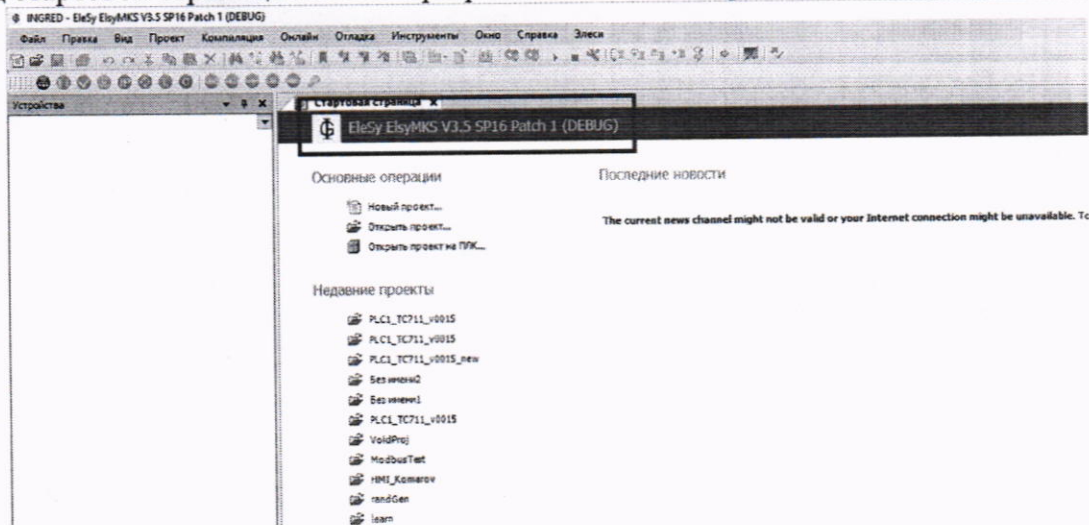 INGRED - EleSy ElsyMKS V3.5 SP16 Patch 1 (DEBUG)
Файл Правка Вид Проект Компиляция Онлайн Отладка Инструменты Окно Справка Элеси
Устройства
Стартовая страница
EleSy ElsyMKS V3.5 SP16 Patch 1 (DEBUG)
Основные операции
Последние новости
Новый проект...
The current news channel might not be valid or your Internet connection might be unavailable. To
Открыть проект...
Открыть проект на ПЛК...
Недавние проекты
PLC1_TC711_v0015
PLC1_TC711_v0015
PLC1_TC711_v0015_new
Без имени2
Без имени1
PLC1_TC711_v0015
VoidProj
ModbusTest
HMI_Komarov
randGen
learn